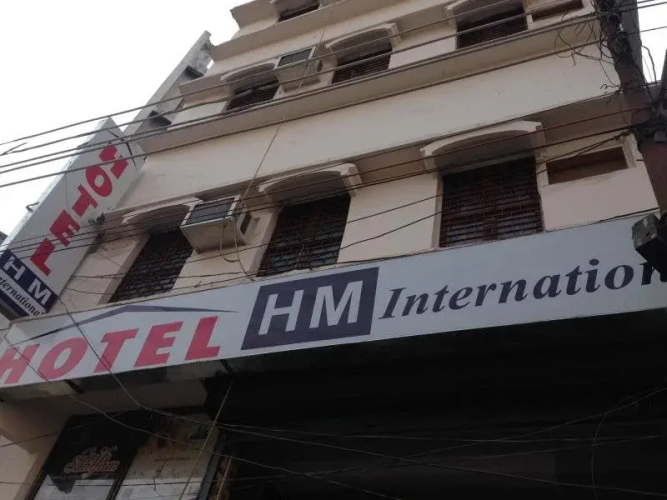 HOTEL
HM
International
HOTEL HM Internation